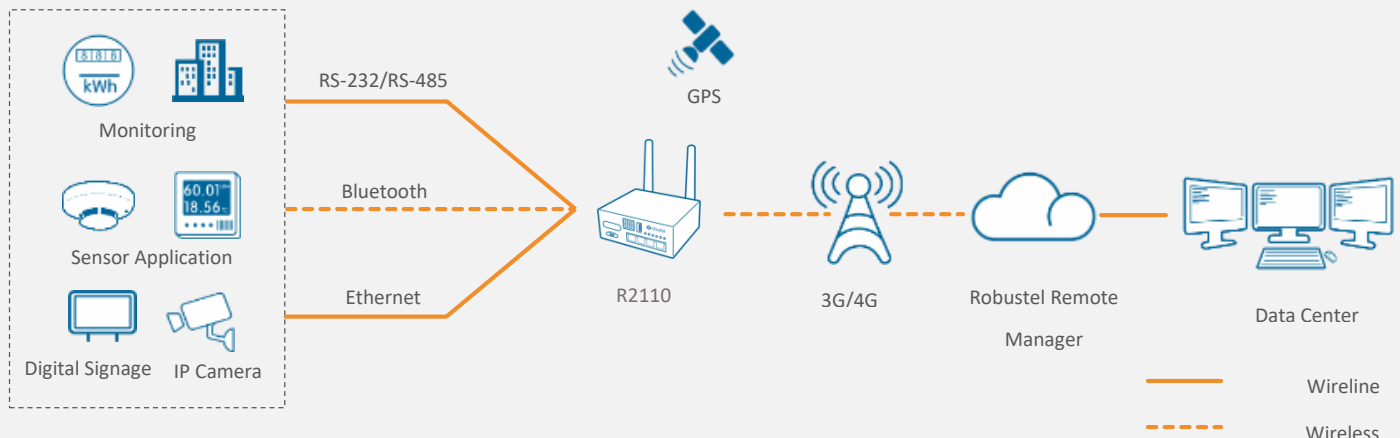 kWh
Monitoring
60.01
18.56
Sensor Application
Digital Signage
IP Camera
RS-232/RS-485
Bluetooth
Ethernet
GPS
R2110
3G/4G
Robustel Remote
Manager
Data Center
Wireline
Wireless